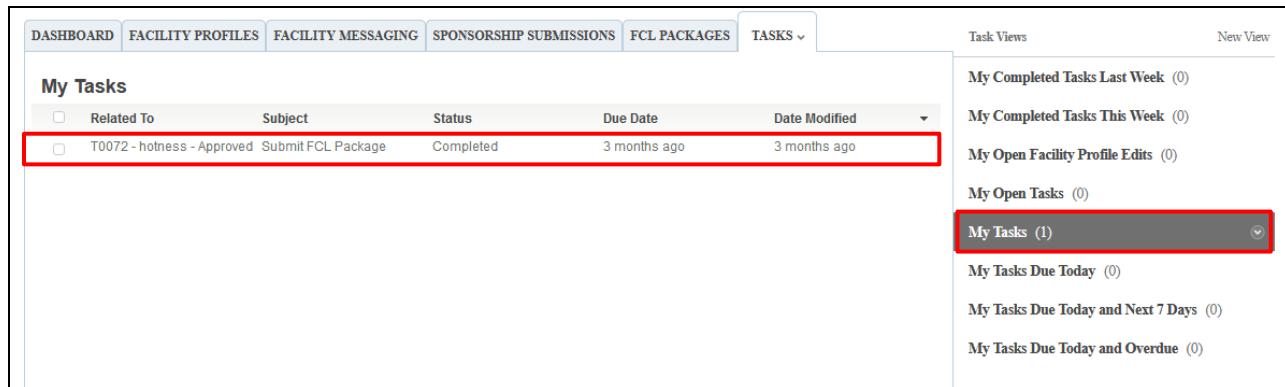 DASHBOARD FACILITY PROFILES FACILITY MESSAGING SPONSORSHIP SUBMISSIONS FCL PACKAGES TASKS
My Tasks
Related To Subject Status Due Date Date Modified
T0072 - hotness - Approved Submit FCL Package Completed 3 months ago 3 months ago
Task Views New View
My Completed Tasks Last Week (0)
My Completed Tasks This Week (0)
My Open Facility Profile Edits (0)
My Open Tasks (0)
My Tasks (1)
My Tasks Due Today (0)
My Tasks Due Today and Next 7 Days (0)
My Tasks Due Today and Overdue (0)